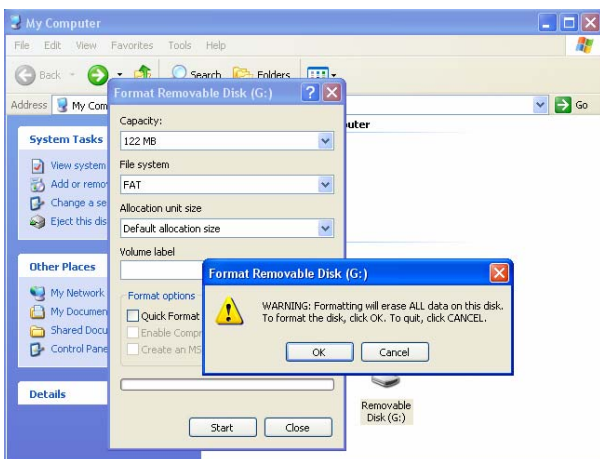 My Computer
File Edit View Favorites Tools Help
Back Search Folders
Address My Com Go
System Tasks
View system
Add or remo
Change a se
Eject this dis
Other Places
My Network
My Documen
Shared Docu
Control Pane
Details
Format Removable Disk (G:)
Capacity:
122 MB
File system
FAT
Allocation unit size
Default allocation size
Volume label
Format options
Quick Format
Enable Compr
Create an MS
Start Close
uter
Format Removable Disk (G:)
WARNING: Formatting will erase ALL data on this disk.
To format the disk, click OK. To quit, click CANCEL.
OK Cancel
Removable
Disk (G:)